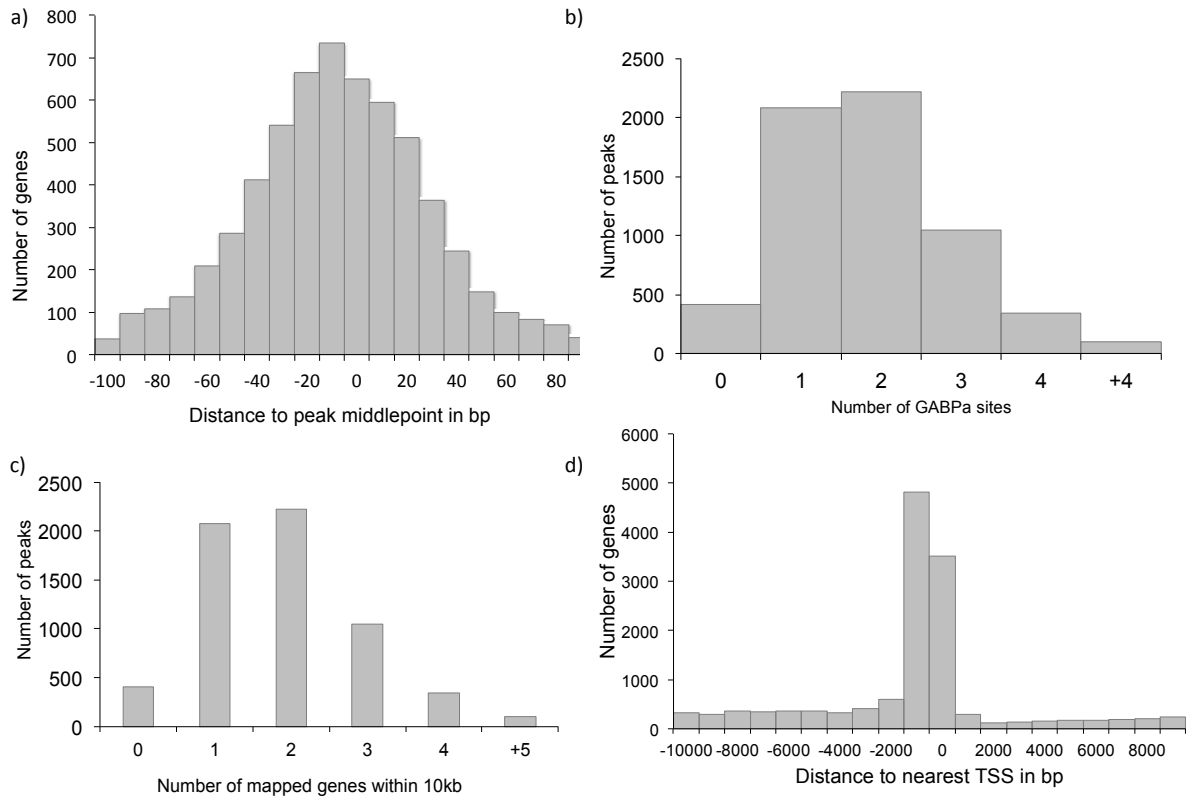 a)
800
700
600
500
400
300
200
100
0
Number of genes
-100 -80 -60 -40 -20 0 20 40 60 80
Distance to peak middlepoint in bp
b)
2500
2000
1500
1000
500
0
Number of peaks
0 1 2 3 4 +4
Number of GABPa sites
c)
2500
2000
1500
1000
500
0
Number of peaks
0 1 2 3 4 +5
Number of mapped genes within 10kb
d)
6000
5000
4000
3000
2000
1000
0
Number of genes
-10000 -8000 -6000 -4000 -2000 0 2000 4000 6000 8000
Distance to nearest TSS in bp